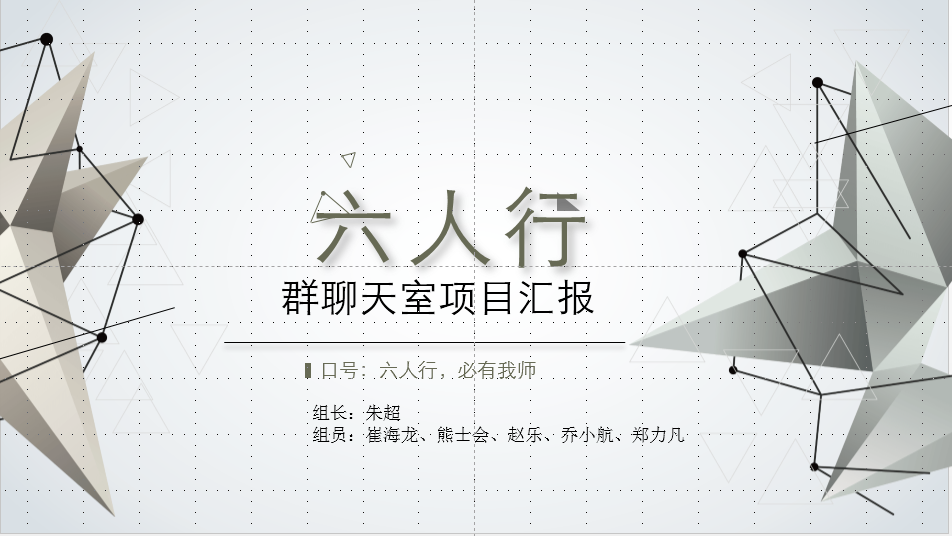 六人行
群聊天室项目汇报
口号：六人行，必有我师
组长：朱超
组员：崔海龙、熊士会、赵乐、乔小航、郑力凡